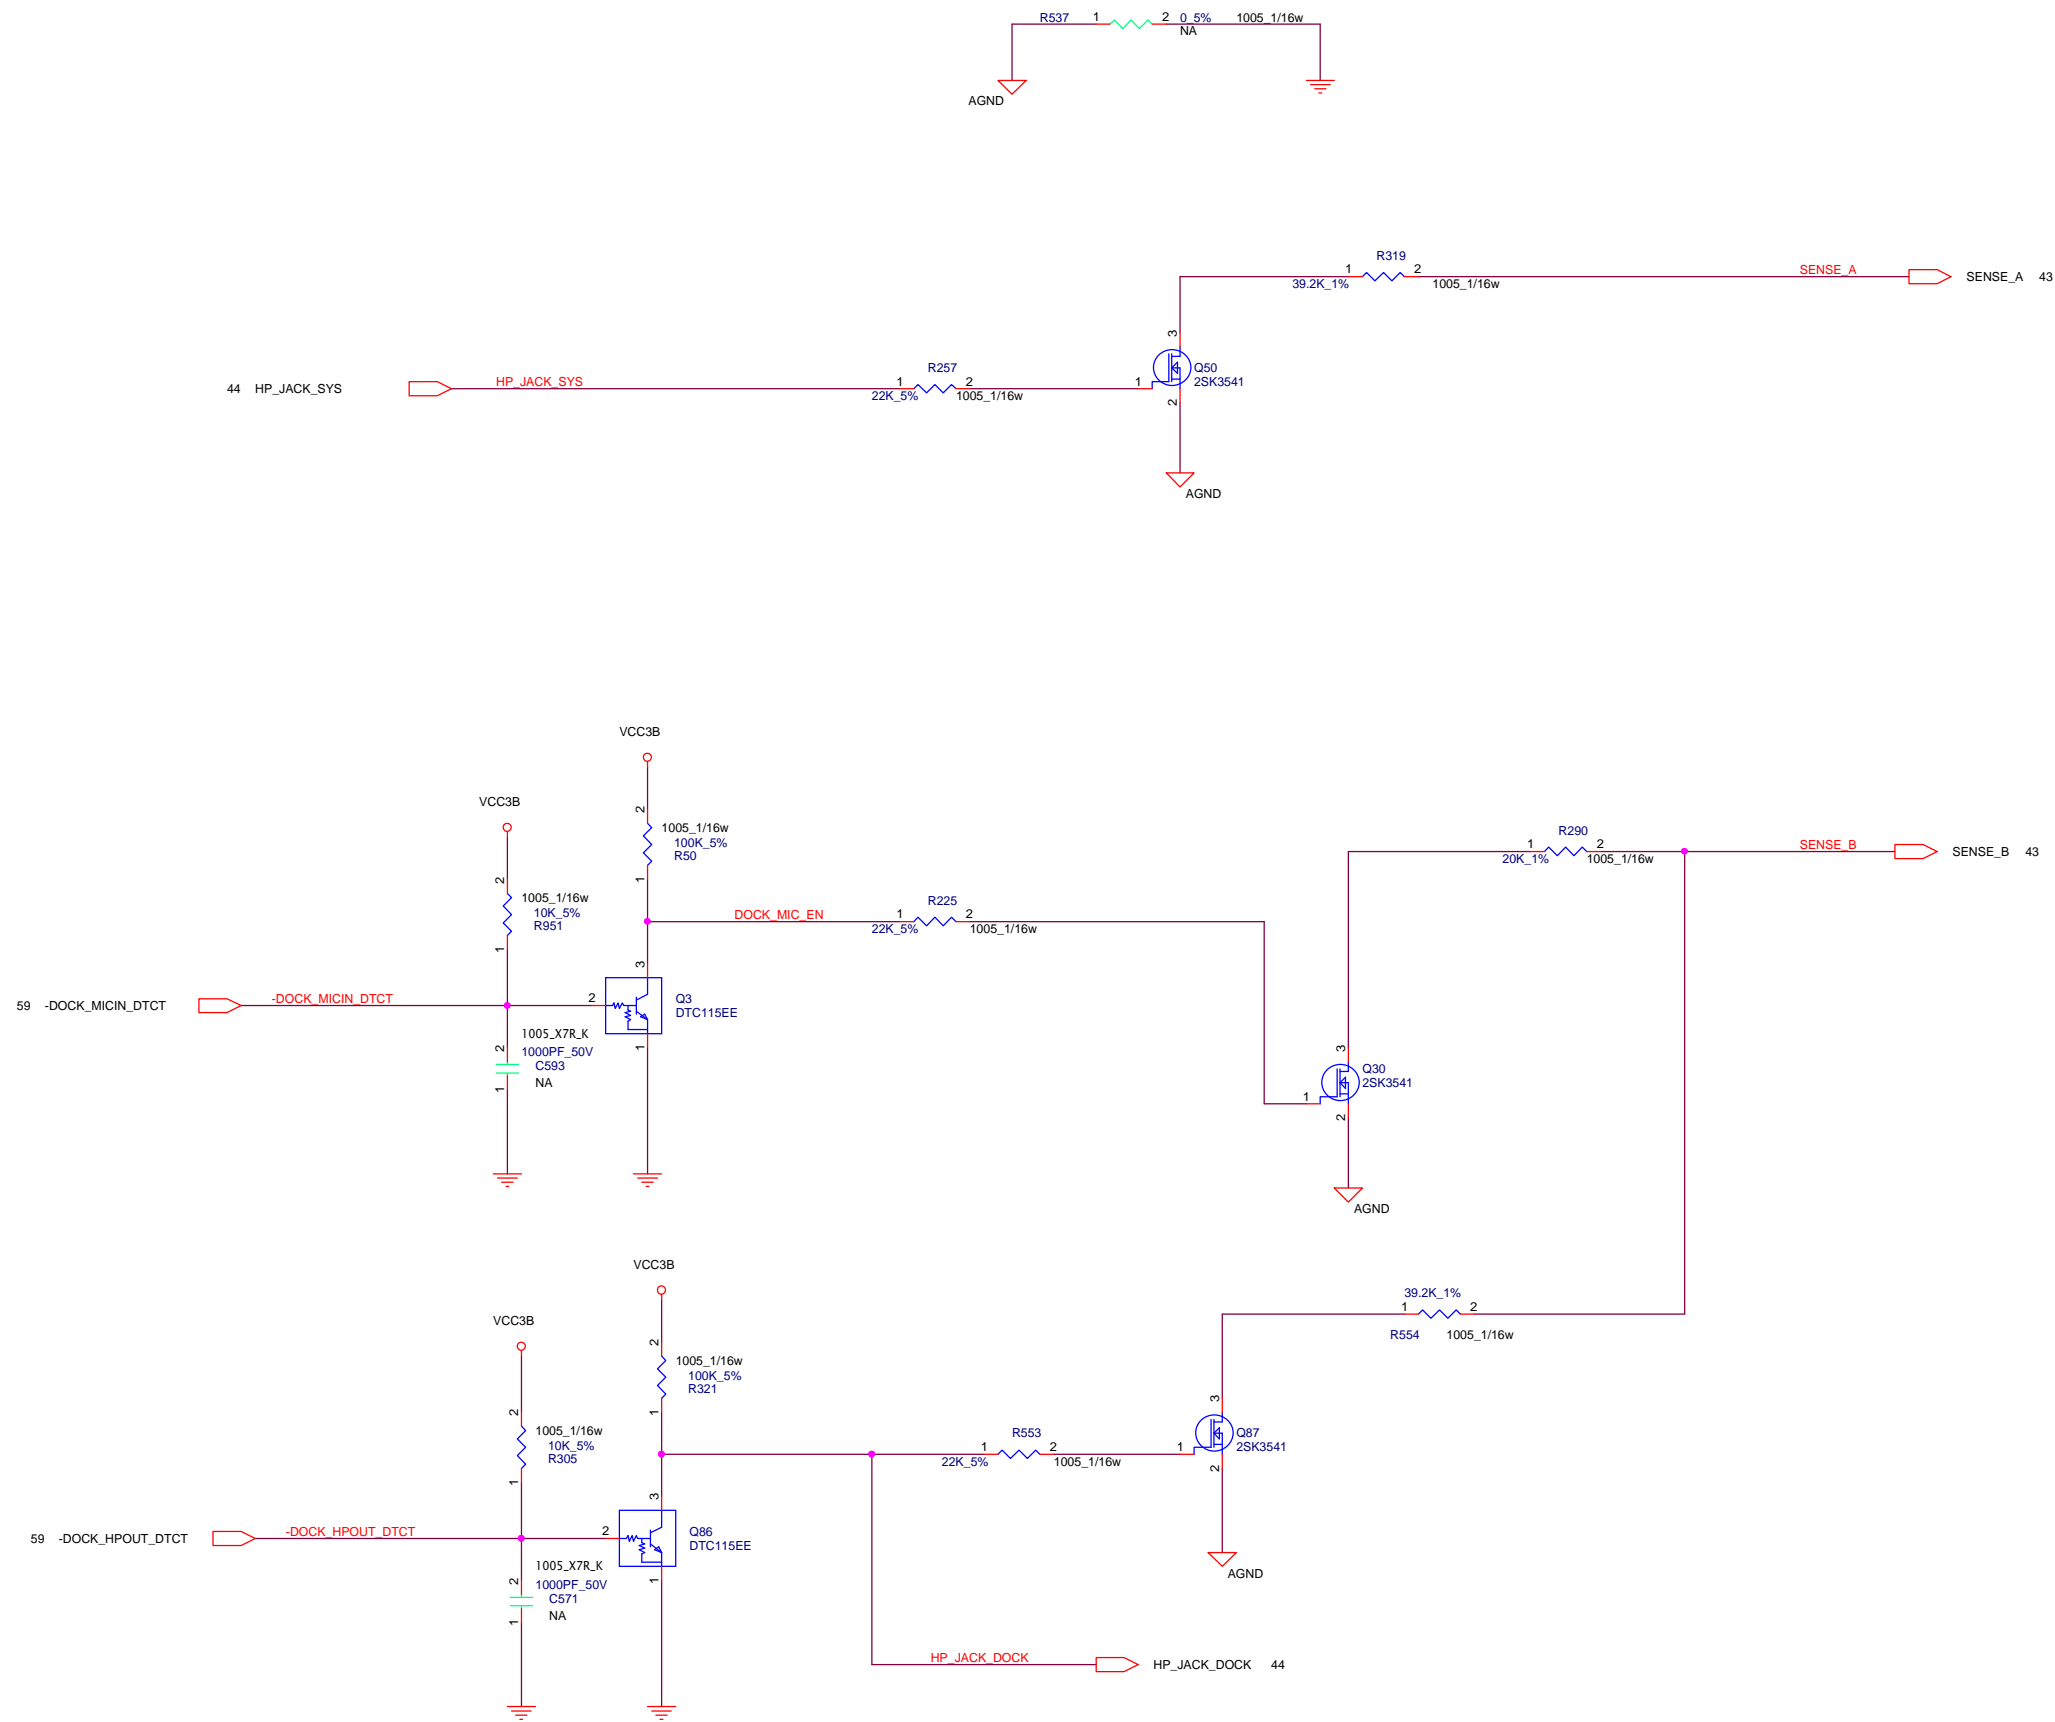 R537 1 2 0_5% 1005_1/16w
NA
AGND
R319
1 2 SENSE_A
39.2K_1% 1005_1/16w
SENSE_A 43
3
R257 Q50
44 HP_JACK_SYS HP_JACK_SYS 1 2 1 2SK3541
22K_5% 1005_1/16w
2
AGND
VCC3B
VCC3B
2
1005_1/16w
100K_5%
R50
1
R290
1 2 SENSE_B
20K_1% 1005_1/16w
SENSE_B 43
2
1005_1/16w
10K_5%
R951
1
R225
DOCK_MIC_EN 1 2
22K_5% 1005_1/16w
3
59 -DOCK_MICIN_DTCT -DOCK_MICIN_DTCT 2 Q3
DTC115EE
1
1005_X7R_K
2 1000PF_50V
C593
1 NA
3
Q30
2SK3541
1
2
AGND
VCC3B
VCC3B
2
1005_1/16w
100K_5%
R321
1
39.2K_1%
1 2
R554 1005_1/16w
2
1005_1/16w
10K_5%
R305
1
3
R553 Q87
1 2 1 2SK3541
22K_5% 1005_1/16w
2
3
59 -DOCK_HPOUT_DTCT -DOCK_HPOUT_DTCT 2 Q86
DTC115EE
1
1005_X7R_K
2 1000PF_50V
C571
1 NA
AGND
HP_JACK_DOCK HP_JACK_DOCK 44